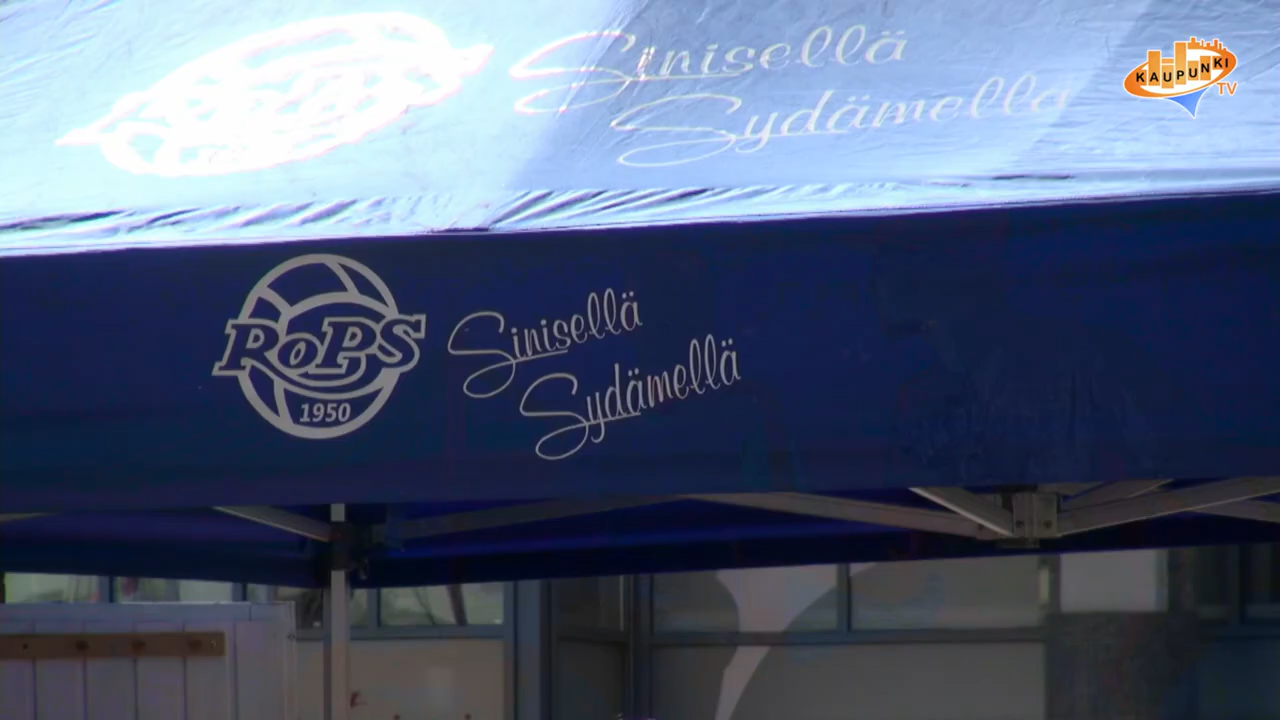 Sinisellä
Sydämellä
KAUPUNKI
TV
RoPS
1950
Sinisellä
Sydämellä